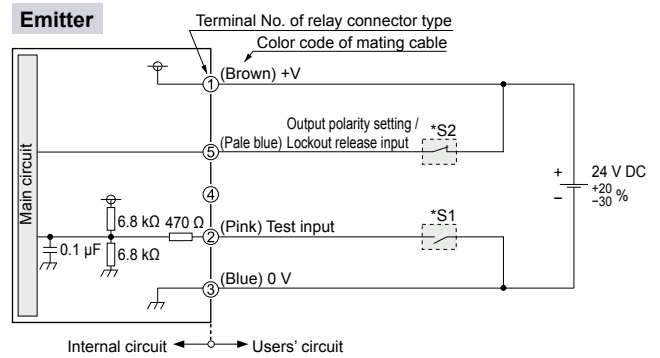 Emitter
Terminal No. of relay connector type
Color code of mating cable
1 (Brown) +V
Output polarity setting / *S2
5 (Pale blue) Lockout release input
Main circuit
4
24 V DC
+20
−30 %
+
−
6.8 kΩ 470 Ω
2 (Pink) Test input
*S1
0.1 µF
6.8 kΩ
3 (Blue) 0 V
Internal circuit Users' circuit